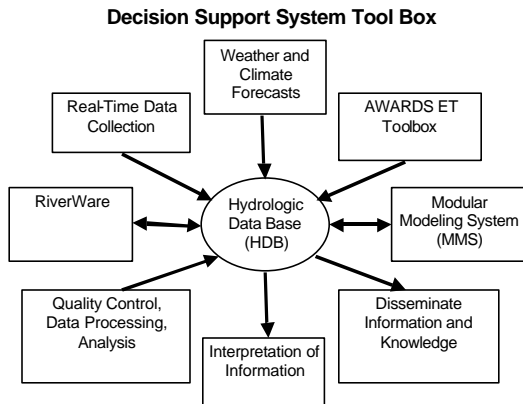 Decision Support System Tool Box
Weather and
Climate
Forecasts
Real-Time Data
Collection
AWARDS ET
Toolbox
RiverWare
Hydrologic
Data Base
(HDB)
Modular
Modeling System
(MMS)
Quality Control,
Data Processing,
Analysis
Interpretation of
Information
Disseminate
Information and
Knowledge